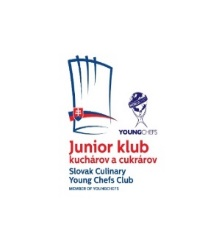 YOUNGCHEFS
Junior klub
kuchárov a cukrárov
Slovak Culinary
Young Chefs Club
MEMBER OF YOUNGCHEFS